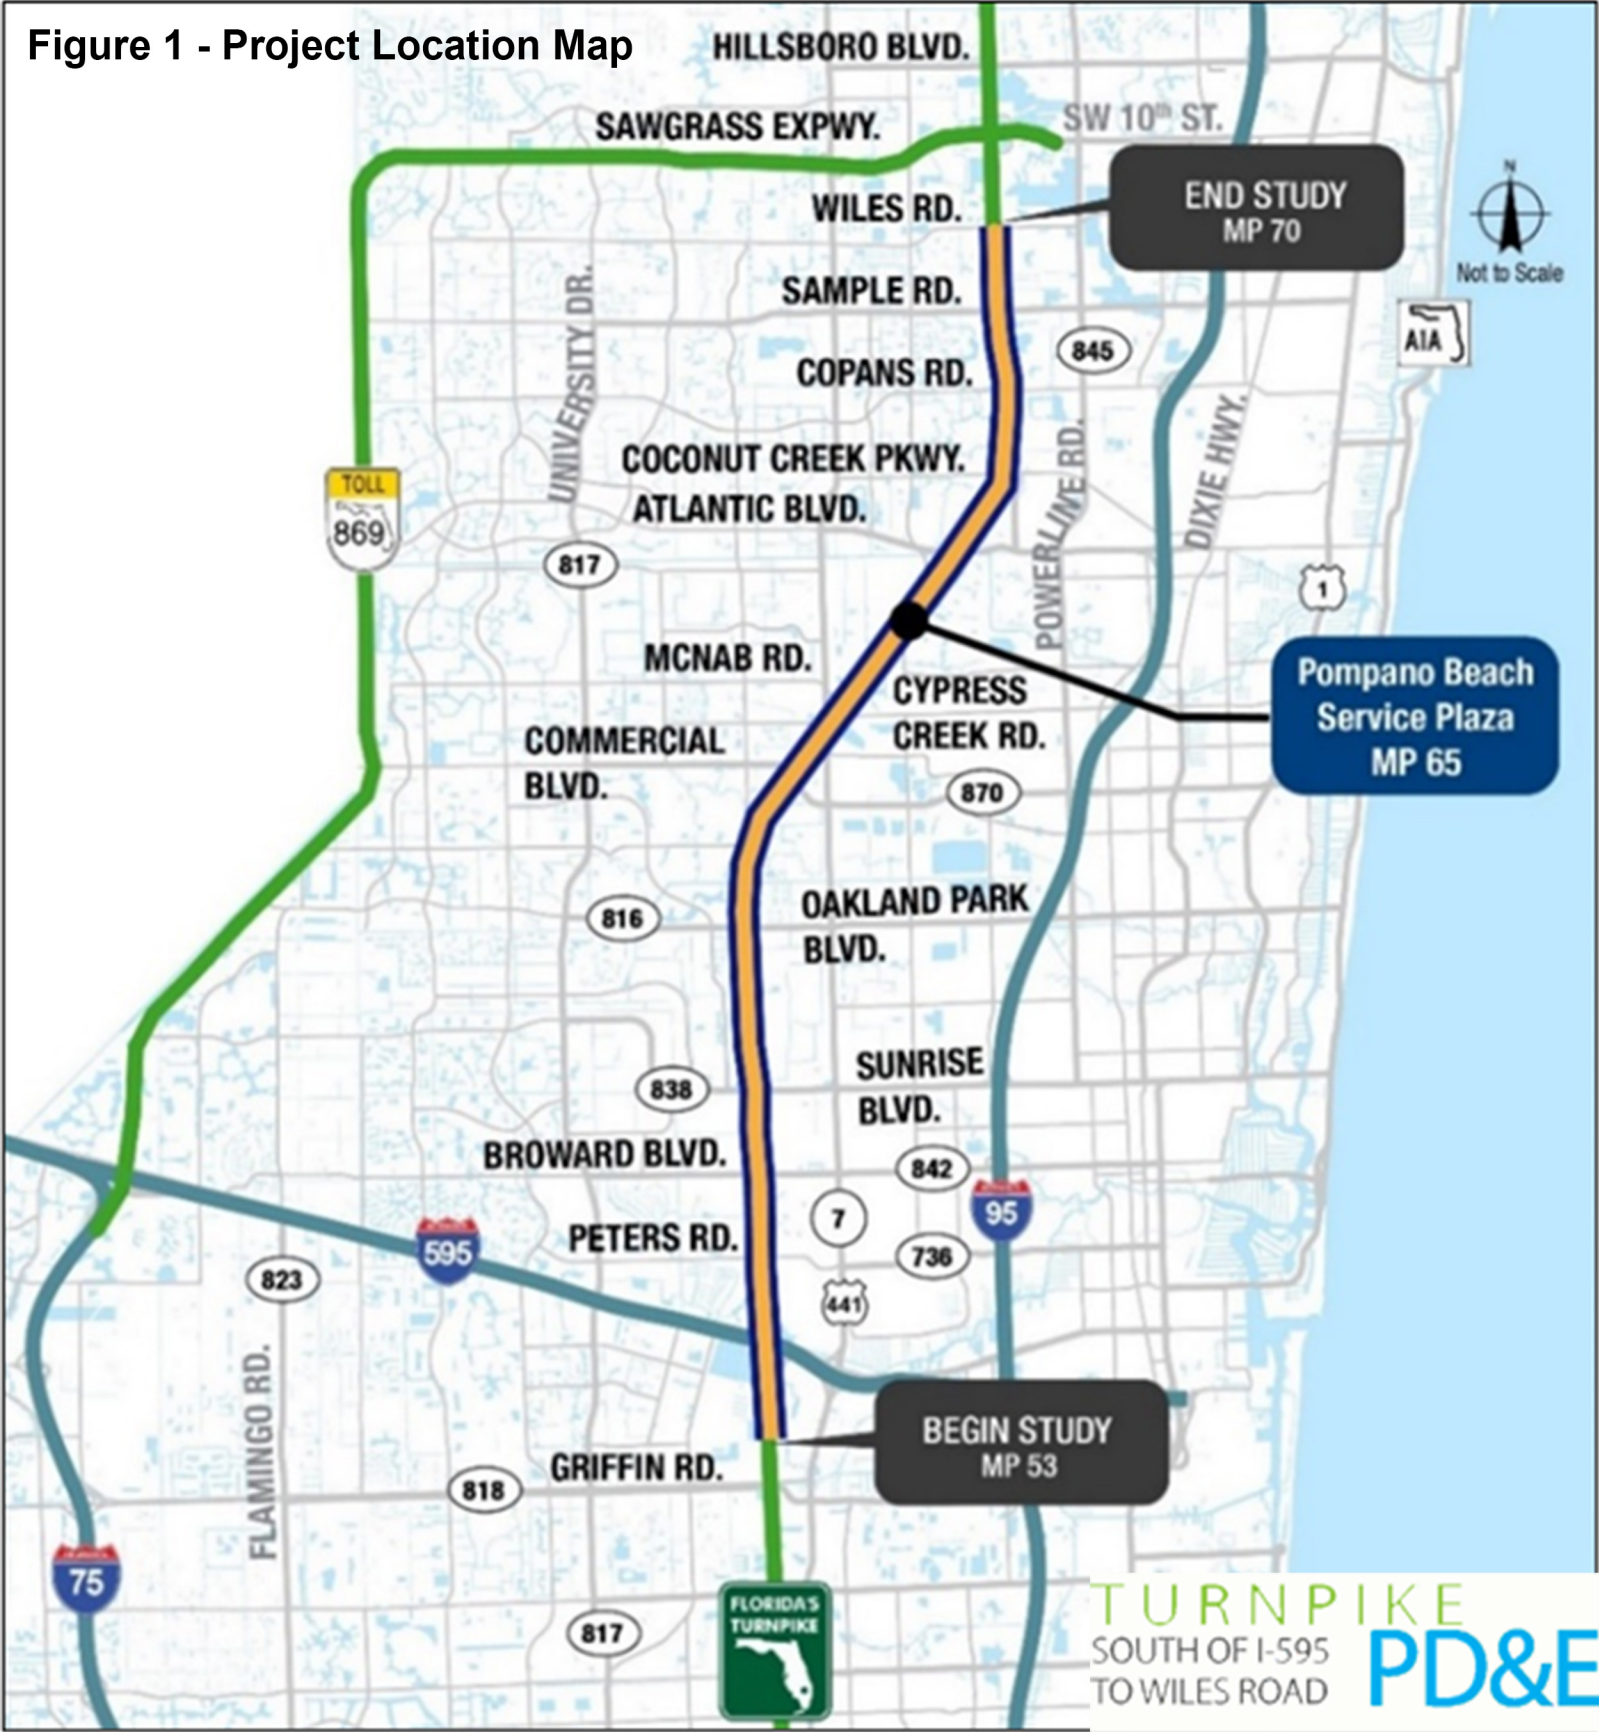 Figure 1 - Project Location Map
HILLSBORO BLVD.
SAWGRASS EXPWY.
SW 10th ST.
WILES RD.
END STUDY
MP 70
N
Not to Scale
SAMPLE RD.
A1A
845
COPANS RD.
UNIVERSITY DR.
DIXIE HWY.
POWERLINE RD.
COCONUT CREEK PKWY.
TOLL
869
ATLANTIC BLVD.
817
1
MCNAB RD.
Pompano Beach
Service Plaza
MP 65
CYPRESS
CREEK RD.
COMMERCIAL
BLVD.
870
816
OAKLAND PARK
BLVD.
838
SUNRISE
BLVD.
BROWARD BLVD.
842
7
95
PETERS RD.
595
736
823
441
FLAMINGO RD.
BEGIN STUDY
MP 53
GRIFFIN RD.
818
75
FLORIDA'S
TURNPIKE
817
TURNPIKE
SOUTH OF I-595
TO WILES ROAD
PD&E